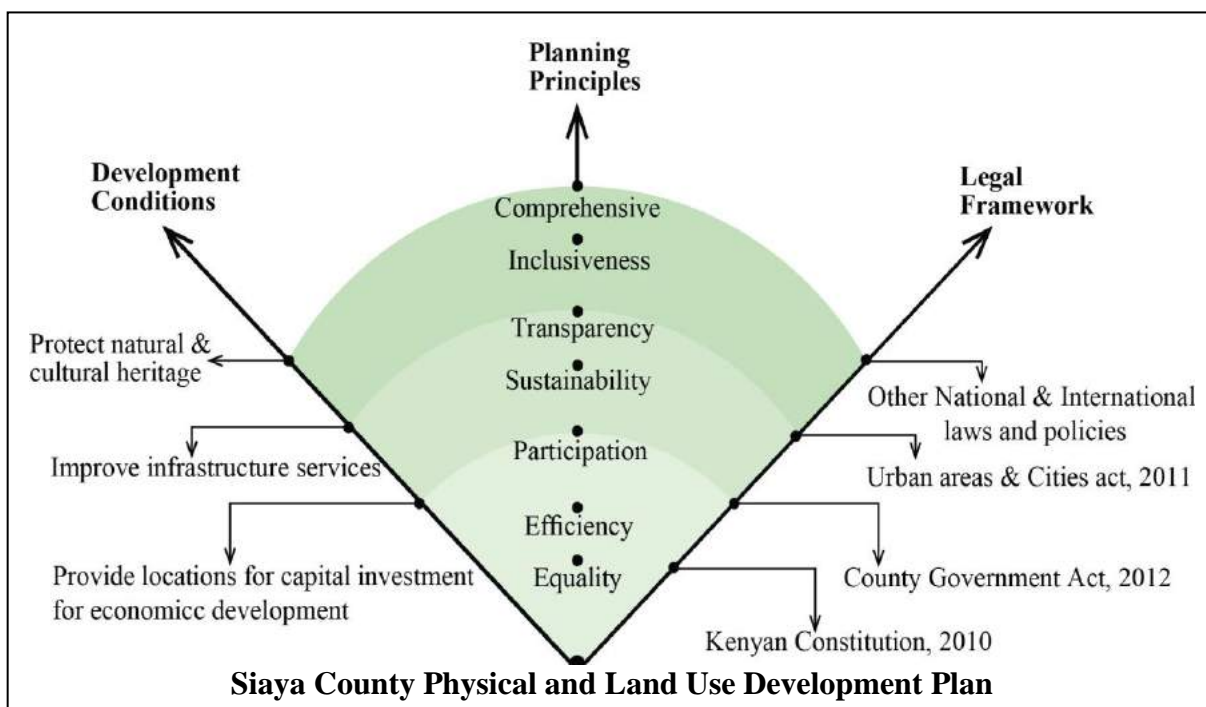 Planning
Principles
Development
Conditions
Legal
Framework
Comprehensive
Inclusiveness
Transparency
Sustainability
Participation
Efficiency
Equality
Protect natural &
cultural heritage
Improve infrastructure services
Provide locations for capital investment
for economicc development
Other National & International
laws and policies
Urban areas & Cities act, 2011
County Government Act, 2012
Kenyan Constitution, 2010
Siaya County Physical and Land Use Development Plan